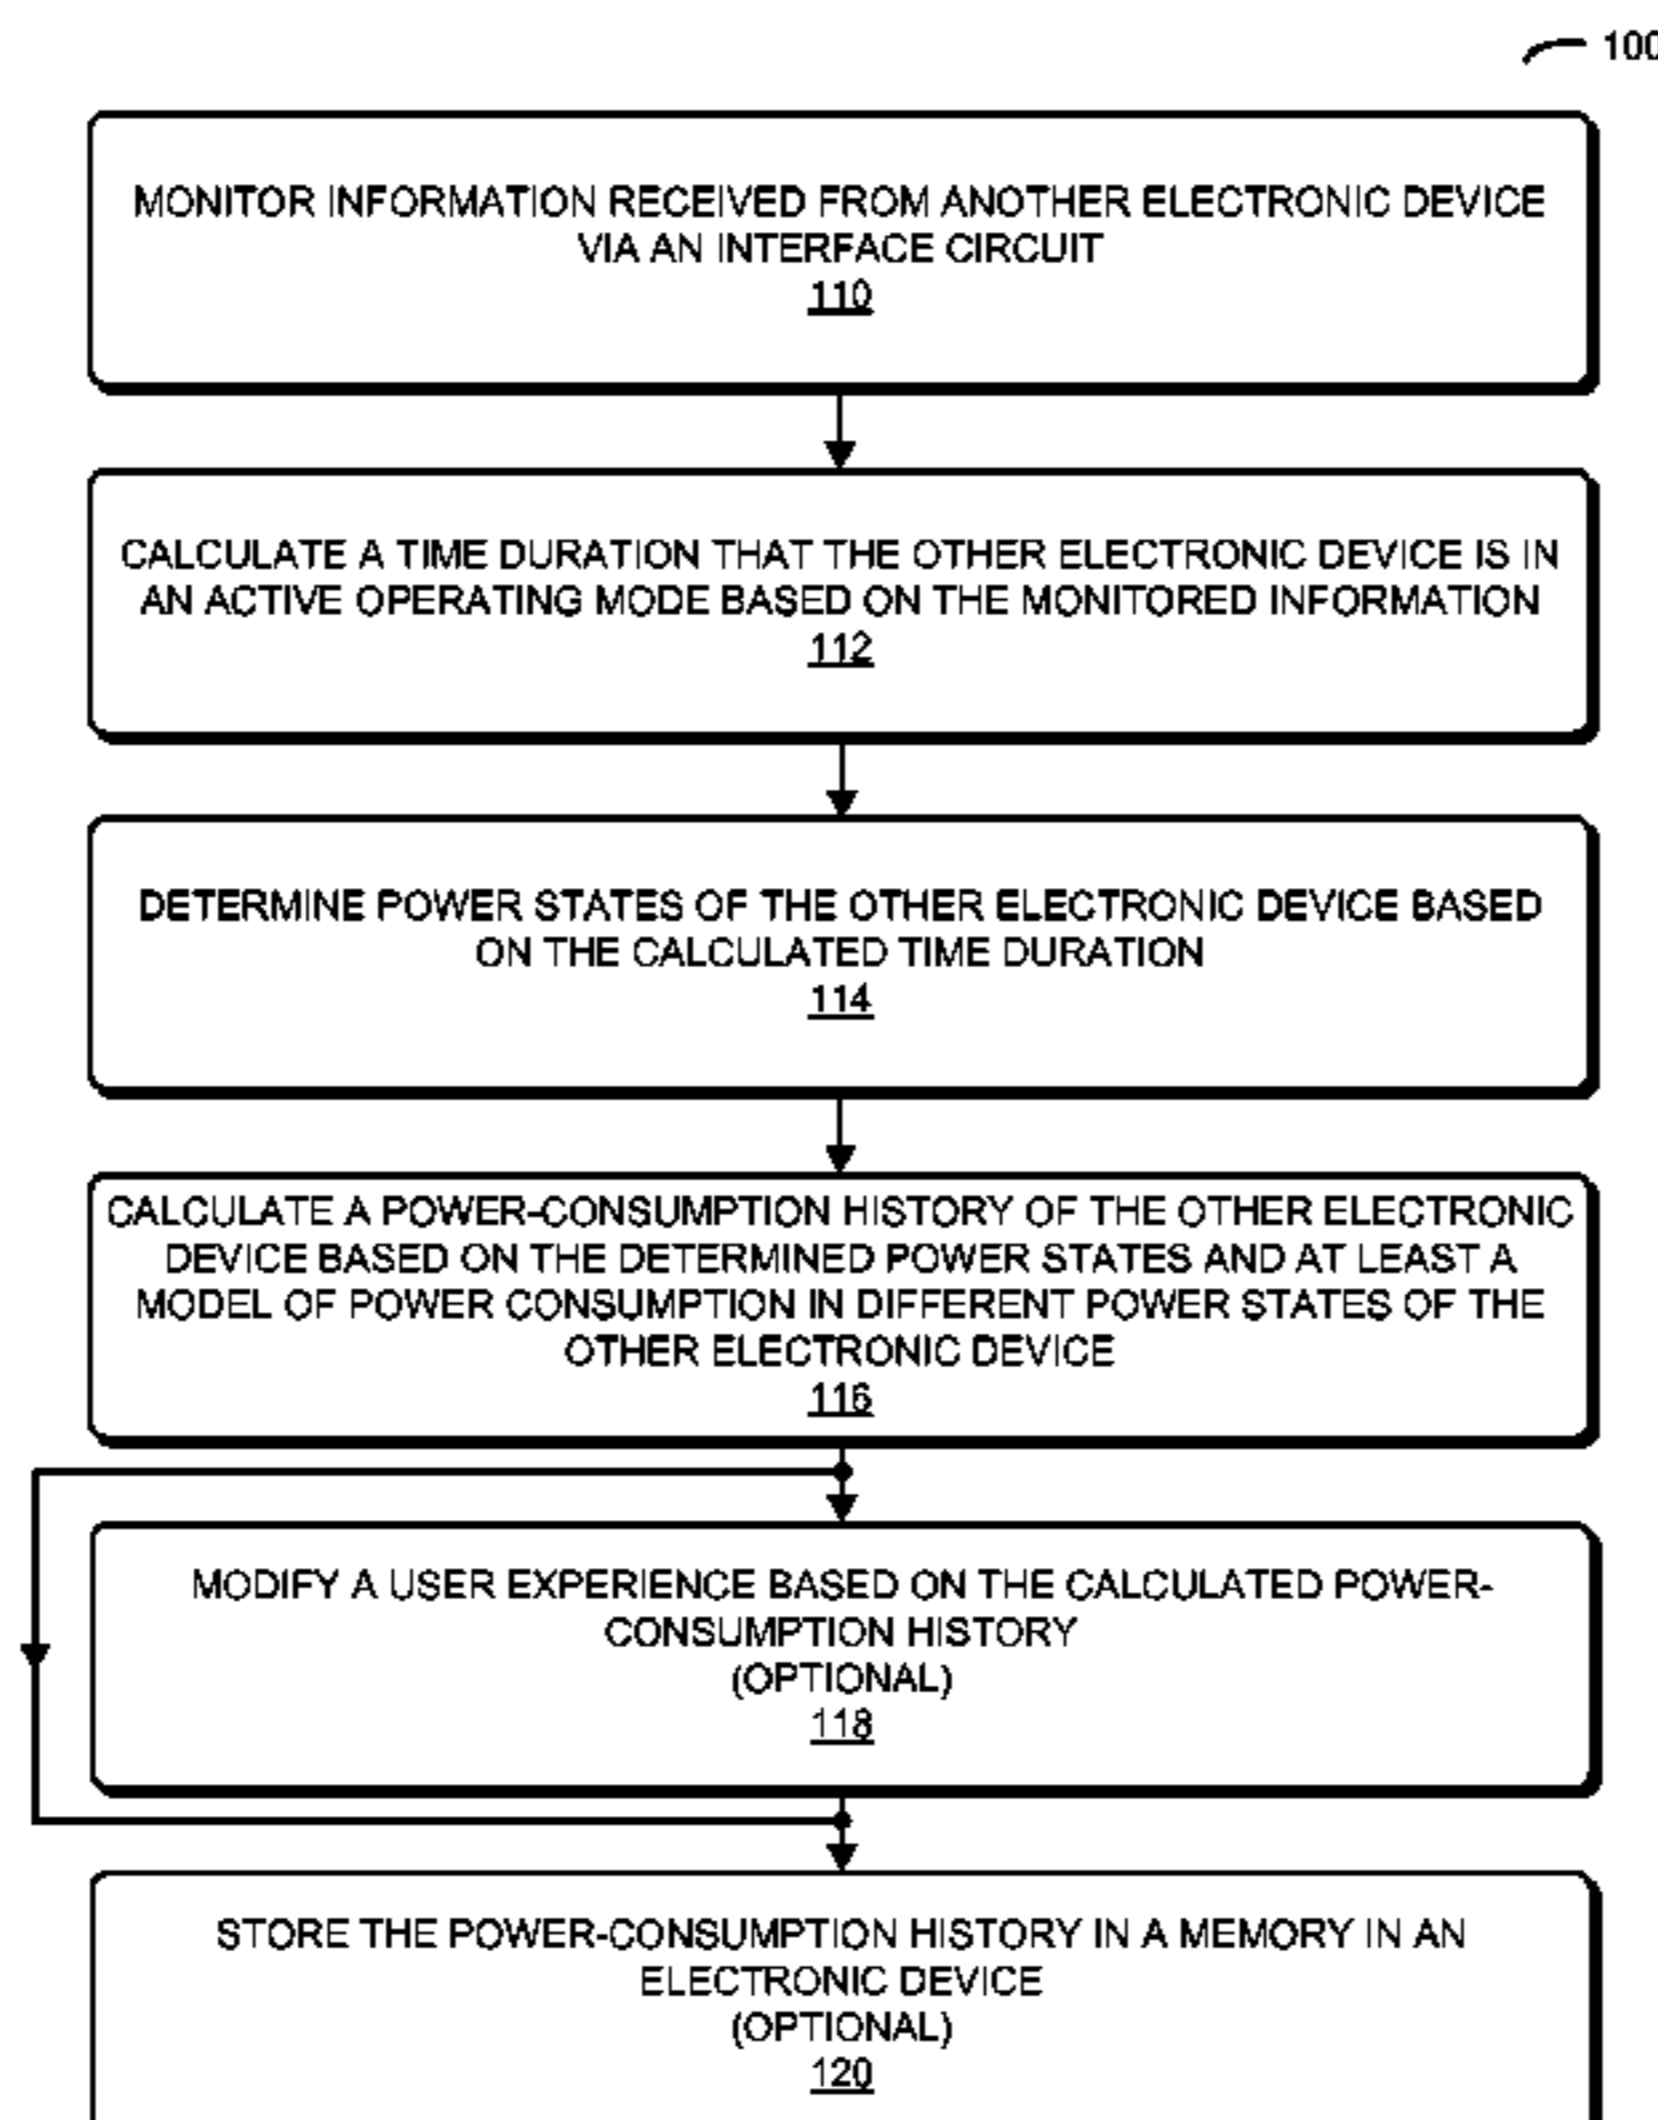 100
MONITOR INFORMATION RECEIVED FROM ANOTHER ELECTRONIC DEVICE
VIA AN INTERFACE CIRCUIT
110
CALCULATE A TIME DURATION THAT THE OTHER ELECTRONIC DEVICE IS IN
AN ACTIVE OPERATING MODE BASED ON THE MONITORED INFORMATION
112
DETERMINE POWER STATES OF THE OTHER ELECTRONIC DEVICE BASED
ON THE CALCULATED TIME DURATION
114
CALCULATE A POWER-CONSUMPTION HISTORY OF THE OTHER ELECTRONIC
DEVICE BASED ON THE DETERMINED POWER STATES AND AT LEAST A
MODEL OF POWER CONSUMPTION IN DIFFERENT POWER STATES OF THE
OTHER ELECTRONIC DEVICE
116
MODIFY A USER EXPERIENCE BASED ON THE CALCULATED POWER-
CONSUMPTION HISTORY
(OPTIONAL)
118
STORE THE POWER-CONSUMPTION HISTORY IN A MEMORY IN AN
ELECTRONIC DEVICE
(OPTIONAL)
120